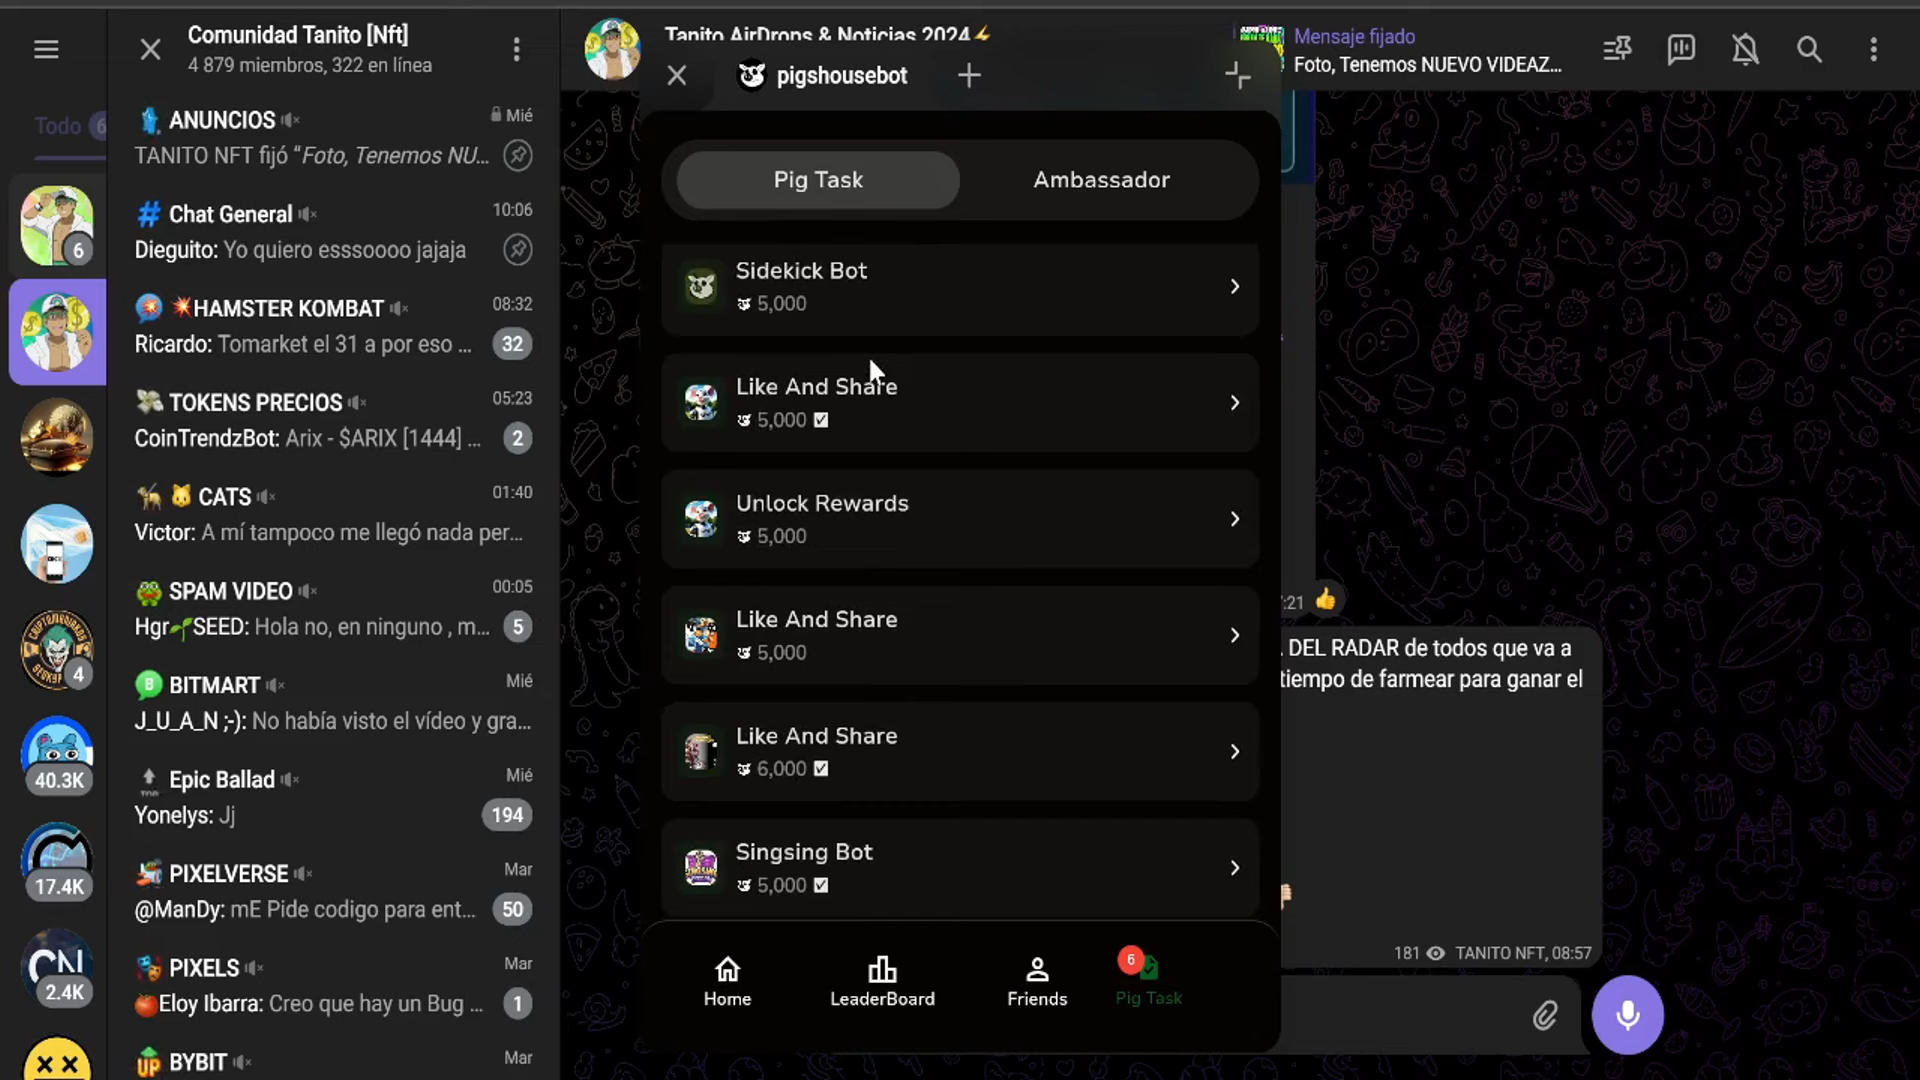 Comunidad Tanito [Nft]
4 879 miembros, 322 en línea
Todo 6
ANUNCIOS
Mié
TANITO NFT fijó “Foto, Tenemos NU...
# Chat General
10:06
Dieguito: Yo quiero esssoooo jajaja
6
HAMSTER KOMBAT
08:32
Ricardo: Tomarket el 31 a por eso ...
32
TOKENS PRECIOS
05:23
CoinTrendzBot: Arix - $ARIX [1444] ...
2
CATS
01:40
Victor: A mí tampoco me llegó nada per...
SPAM VIDEO
00:05
Hgr SEED: Hola no, en ninguno , m...
5
4
BITMART
Mié
J_U_A_N ;-): No había visto el vídeo y gra...
Epic Ballad
Mié
Yonelys: Jj
194
40.3K
PIXELVERSE
Mar
@ManDy: mE Pide codigo para ent...
50
17.4K
PIXELS
Mar
Eloy Ibarra: Creo que hay un Bug ...
1
CN
2.4K
UP
BYBIT
Mar
Tanito AirDrops & Noticias 2024
pigshousebot
Mensaje fijado
Foto, Tenemos NUEVO VIDEAZ...
Pig Task
Ambassador
Sidekick Bot
5,000
Like And Share
5,000
Unlock Rewards
5,000
Like And Share
5,000
Like And Share
6,000
Singsing Bot
5,000
Home
LeaderBoard
Friends
6
Pig Task
:21
DEL RADAR de todos que va a
tiempo de farmear para ganar el
181
TANITO NFT, 08:57